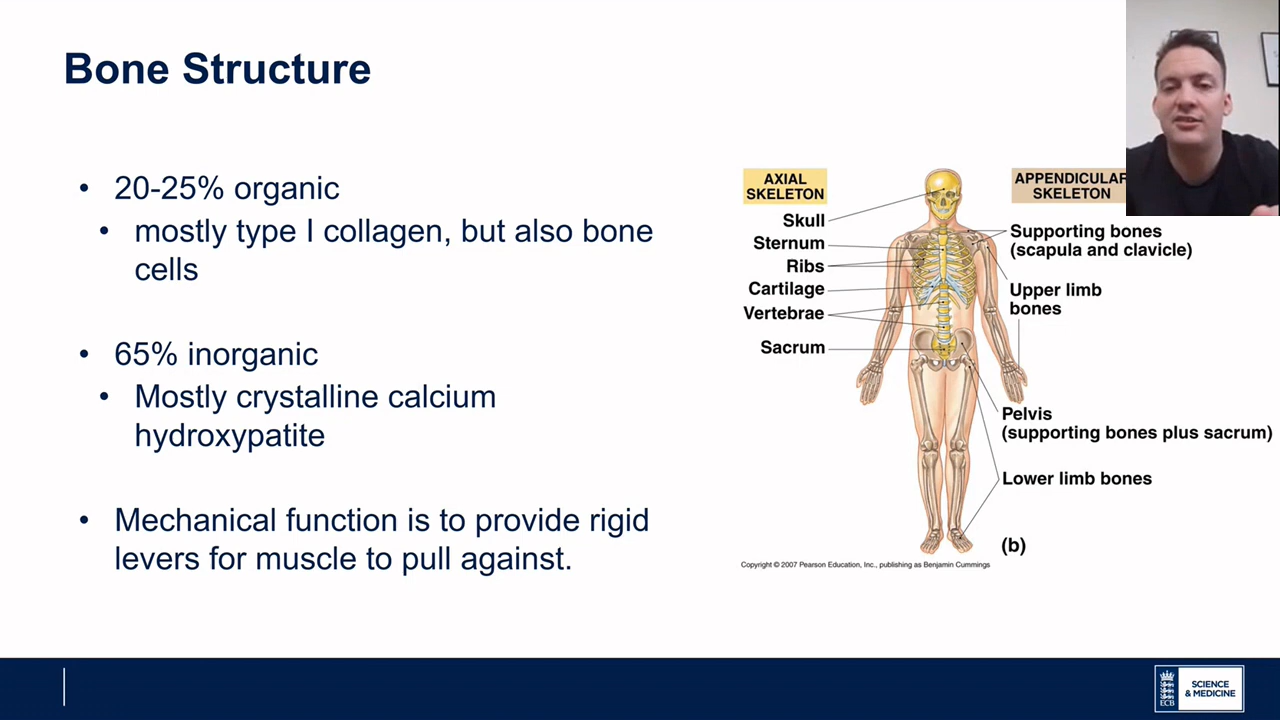 Bone Structure
• 20-25% organic
• mostly type I collagen, but also bone
cells
• 65% inorganic
• Mostly crystalline calcium
hydroxypatite
• Mechanical function is to provide rigid
levers for muscle to pull against.
AXIAL
SKELETON
Skull
Sternum
Ribs
Cartilage
Vertebrae
Sacrum
APPENDICULAR
SKELETON
Supporting bones
(scapula and clavicle)
Upper limb
bones
Pelvis
(supporting bones plus sacrum)
Lower limb bones
(b)
Copyright © 2007 Pearson Education, Inc., publishing as Benjamin Cummings
ECB
SCIENCE
& MEDICINE